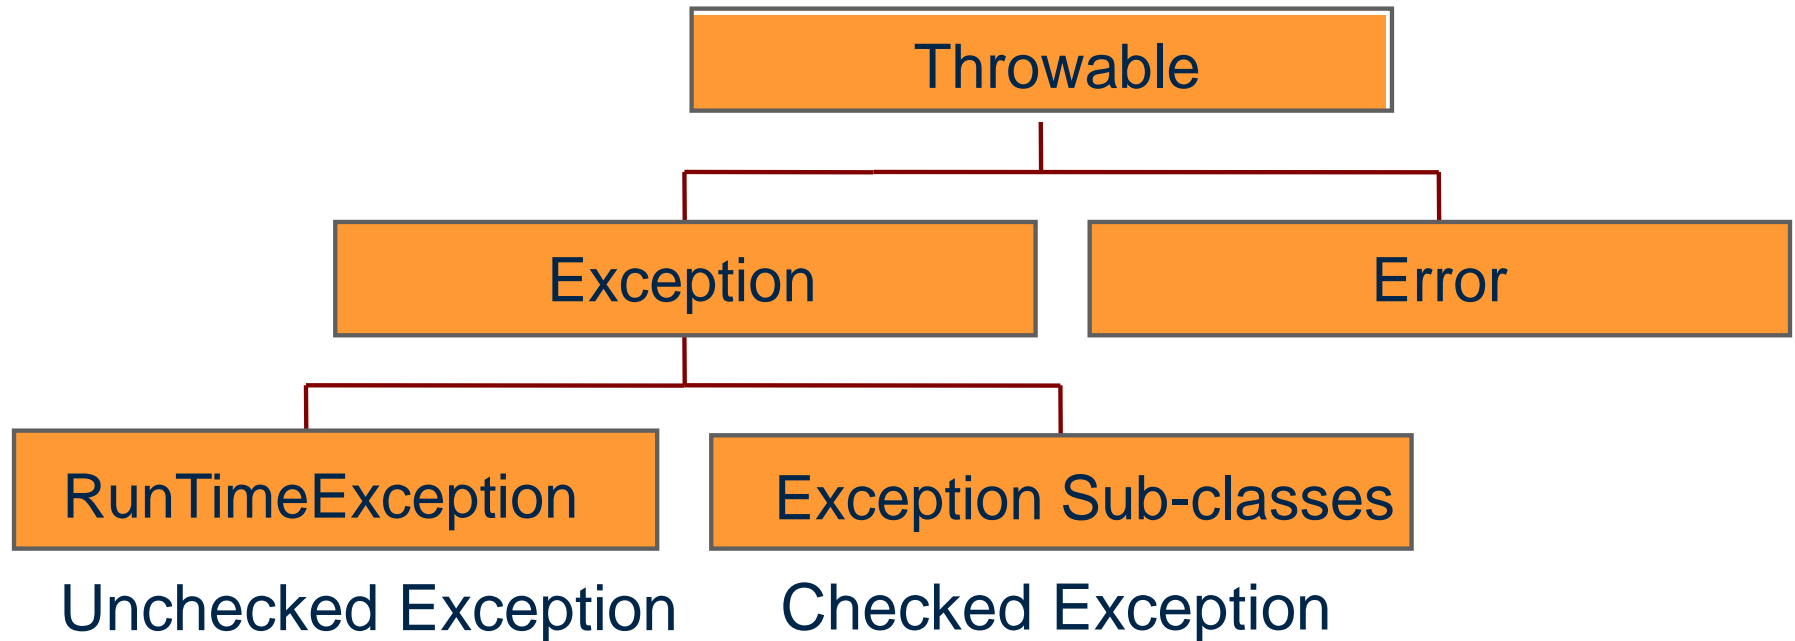 Throwable
Exception
Error
RunTimeException
Exception Sub-classes
Unchecked Exception
Checked Exception